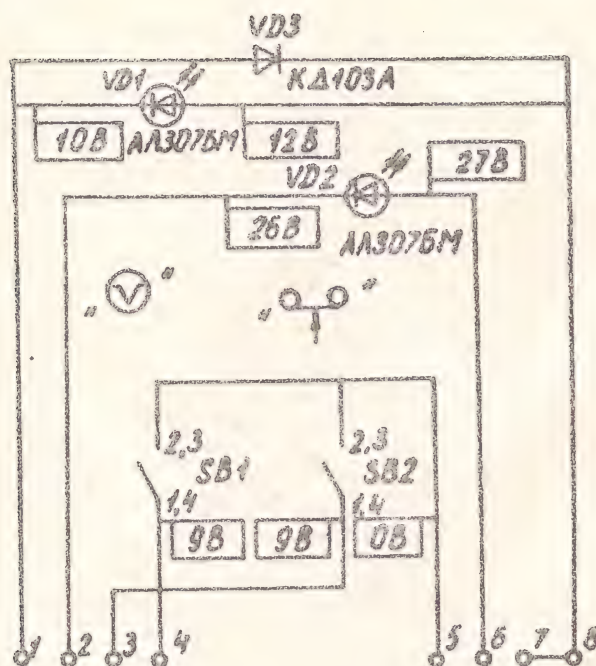 VD3
VD1
КД103А
10В
АЛ307БМ
12В
27В
VD2
26В
АЛ307БМ
" V "
" "
2,3
2,3
SB1
SB2
1,4
1,4
9В
9В
0В
1
2
3
4
5
6
7
8